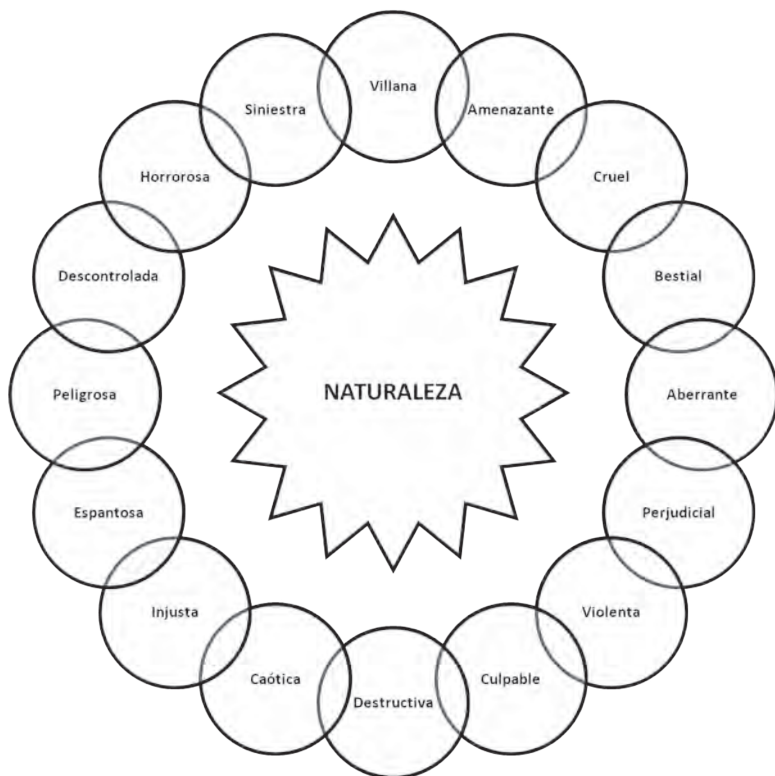 Villana
Amenazante
Cruel
Bestial
Aberrante
Perjudicial
Violenta
Culpable
Destructiva
Caótica
Injusta
Espantosa
Peligrosa
Descontrolada
Horrorosa
Siniestra
NATURALEZA